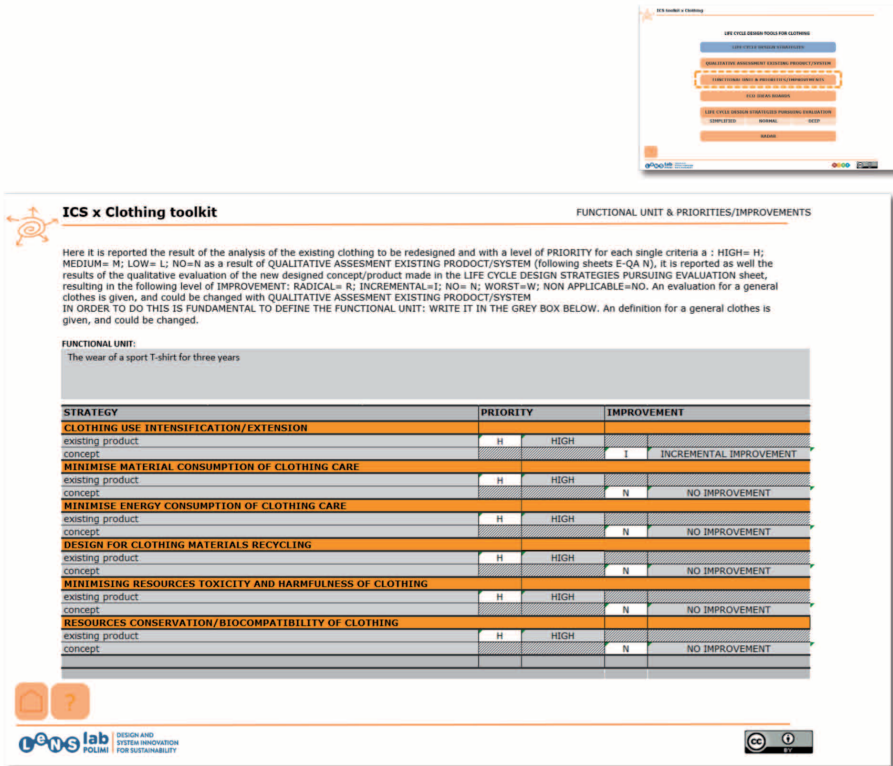 ICS toolkit x Clothing
LIFE CYCLE DESIGN TOOLS FOR CLOTHING
LIFE CYCLE DESIGN STRATEGIES
QUALITATIVE ASSESSMENT EXISTING PRODUCT/SYSTEM
FUNCTIONAL UNIT & PRIORITIES/IMPROVEMENTS
ECO IDEAS BOARDS
LIFE CYCLE DESIGN STRATEGIES PURSUING EVALUATION
SIMPLIFIED NORMAL DEEP
ICS x Clothing toolkit
FUNCTIONAL UNIT & PRIORITIES/IMPROVEMENTS
Here it is reported the result of the analysis of the existing clothing to be redesigned and with a level of PRIORITY for each single criteria a : HIGH= H;
MEDIUM= M; LOW= L; NO=N as a result of QUALITATIVE ASSESMENT EXISTING PRODOCT/SYSTEM (following sheets E-QA N), it is reported as well the
results of the qualitative evaluation of the new designed concept/product made in the LIFE CYCLE DESIGN STRATEGIES PURSUING EVALUATION sheet,
resulting in the following level of IMPROVEMENT: RADICAL= R; INCREMENTAL=I; NO= N; WORST=W; NON APPLICABLE=NO. An evaluation for a general
clothes is given, and could be changed with QUALITATIVE ASSESMENT EXISTING PRODOCT/SYSTEM
IN ORDER TO DO THIS IS FUNDAMENTAL TO DEFINE THE FUNCTIONAL UNIT: WRITE IT IN THE GREY BOX BELOW. An definition for a general clothes is
given, and could be changed.
FUNCTIONAL UNIT:
The wear of a sport T-shirt for three years
STRATEGY PRIORITY IMPROVEMENT
CLOTHING USE INTENSIFICATION/EXTENSION
existing product H HIGH
concept I INCREMENTAL IMPROVEMENT
MINIMISE MATERIAL CONSUMPTION OF CLOTHING CARE
existing product H HIGH
concept N NO IMPROVEMENT
MINIMISE ENERGY CONSUMPTION OF CLOTHING CARE
existing product H HIGH
concept N NO IMPROVEMENT
DESIGN FOR CLOTHING MATERIALS RECYCLING
existing product H HIGH
concept N NO IMPROVEMENT
MINIMISING RESOURCES TOXICITY AND HARMFULNESS OF CLOTHING
existing product H HIGH
concept N NO IMPROVEMENT
RESOURCES CONSERVATION/BIOCOMPATIBILITY OF CLOTHING
existing product H HIGH
concept N NO IMPROVEMENT
?
LeNS lab POLIMI
DESIGN AND
SYSTEM INNOVATION
FOR SUSTAINABILITY
cc BY